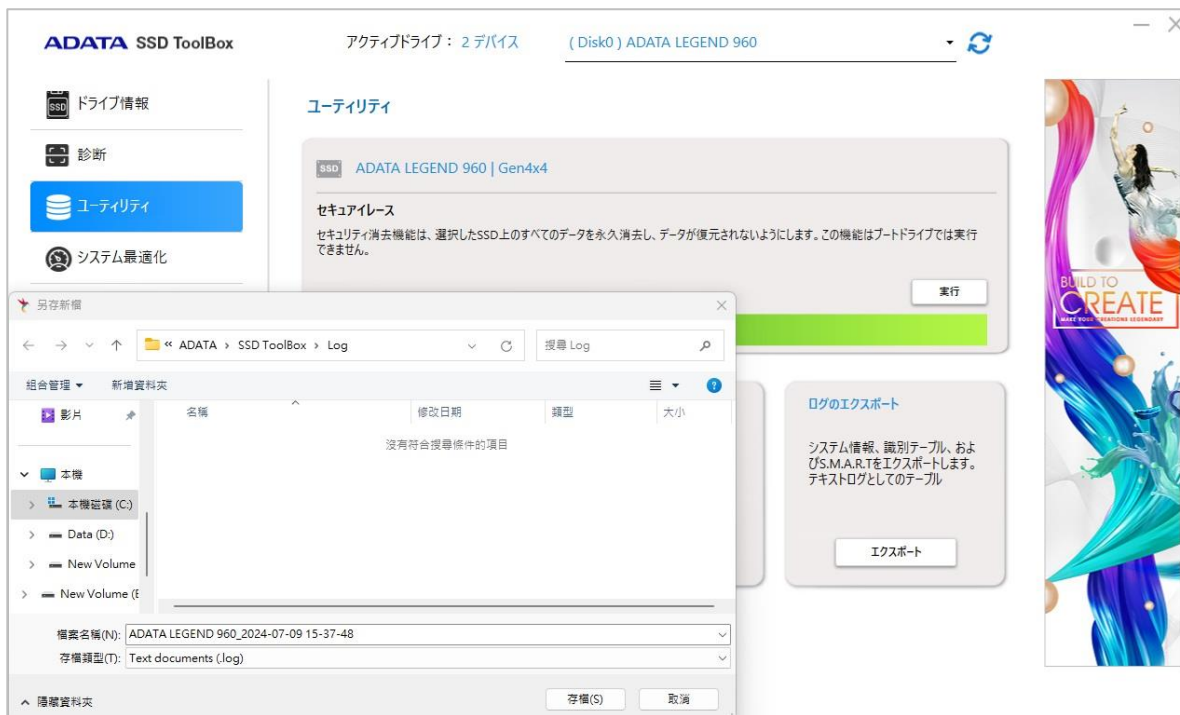 ADATA SSD ToolBox
アクティブドライブ： 2 デバイス
( Disk0 ) ADATA LEGEND 960
ドライブ情報
診断
ユーティリティ
システム最適化
ユーティリティ
SSD ADATA LEGEND 960 | Gen4x4
セキュアイレース
セキュリティ消去機能は、選択したSSD上のすべてのデータを永久消去し、データが復元されないようにします。この機能はブートドライブでは実行
できません。
実行
另存新檔
« ADATA › SSD ToolBox › Log
搜尋 Log
組合管理
新增資料夾
影片
本機
本機磁碟 (C:)
Data (D:)
New Volume
New Volume (E
名稱
修改日期
類型
大小
沒有符合搜尋條件的項目
檔案名稱(N): ADATA LEGEND 960_2024-07-09 15-37-48
存檔類型(T): Text documents (.log)
隱藏資料夾
存檔(S)
取消
ログのエクスポート
システム情報、識別テーブル、およ
びS.M.A.R.Tをエクスポートします。
テキストログとしてのテーブル
エクスポート
BUILD TO
CREATE
MAKE YOUR CREATIONS LEGENDARY